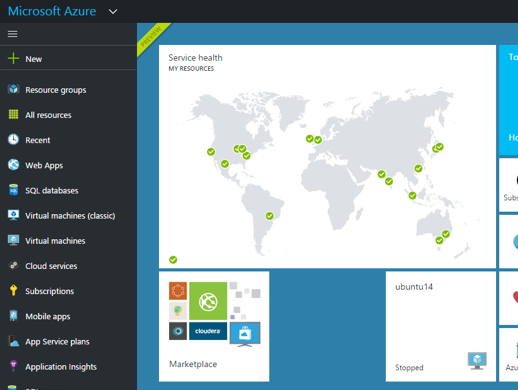 Microsoft Azure
PREVIEW
New
Resource groups
All resources
Recent
Web Apps
SQL databases
Virtual machines (classic)
Virtual machines
Cloud services
Subscriptions
Mobile apps
App Service plans
Application Insights
Service health
MY RESOURCES
cloudera
Marketplace
ubuntu14
Stopped
To
Ho
Subs
Azu